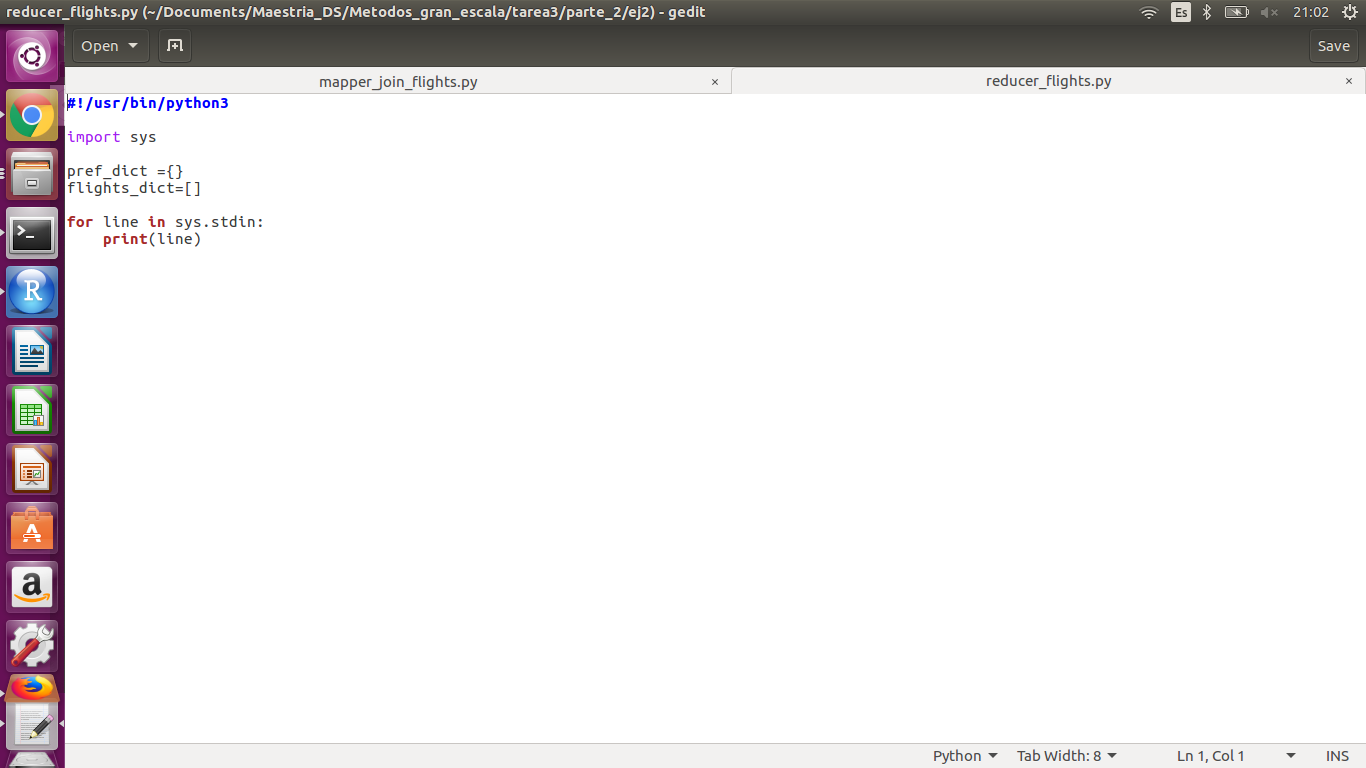 reducer_flights.py (~/Documents/Maestria_DS/Metodos_gran_escala/tarea3/parte_2/ej2) - gedit
Es
21:02
Open
Save
mapper_join_flights.py
×
reducer_flights.py
×
#!/usr/bin/python3
import sys
pref_dict ={}
flights_dict=[]
for line in sys.stdin:
    print(line)
>_
R
A
a
Python
Tab Width: 8
Ln 1, Col 1
INS